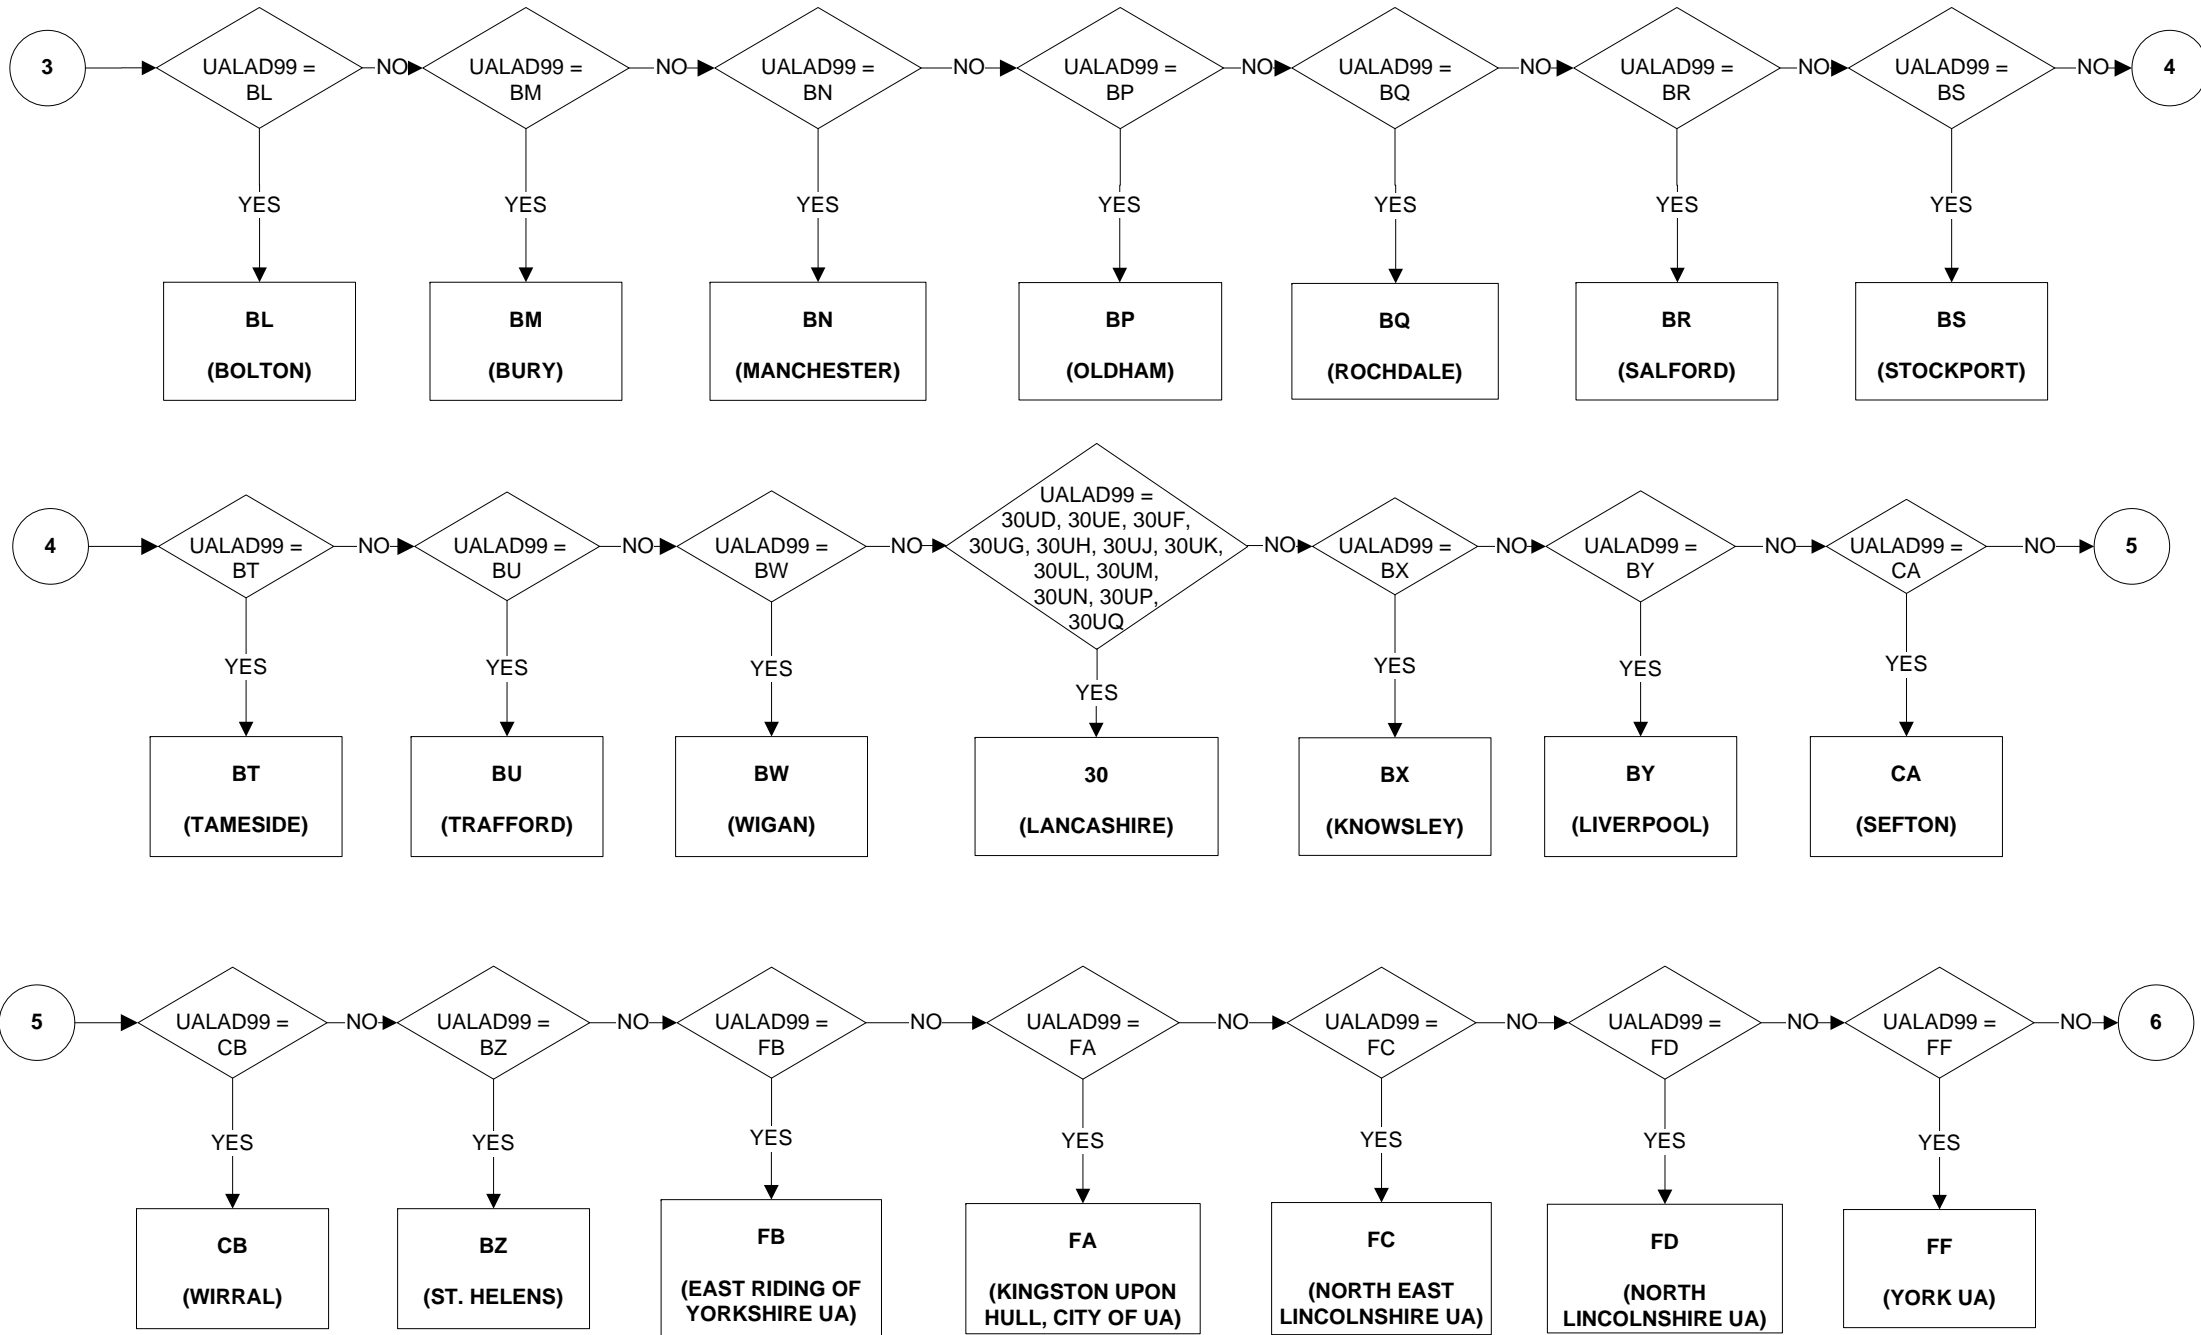 3
UALAD99 =
BL
NO
UALAD99 =
BM
NO
UALAD99 =
BN
NO
UALAD99 =
BP
NO
UALAD99 =
BQ
NO
UALAD99 =
BR
NO
UALAD99 =
BS
NO
4
YES
YES
YES
YES
YES
YES
YES
BL
(BOLTON)
BM
(BURY)
BN
(MANCHESTER)
BP
(OLDHAM)
BQ
(ROCHDALE)
BR
(SALFORD)
BS
(STOCKPORT)
4
UALAD99 =
BT
NO
UALAD99 =
BU
NO
UALAD99 =
BW
NO
UALAD99 =
30UD, 30UE, 30UF,
30UG, 30UH, 30UJ, 30UK,
30UL, 30UM,
30UN, 30UP,
30UQ
NO
UALAD99 =
BX
NO
UALAD99 =
BY
NO
UALAD99 =
CA
NO
5
YES
YES
YES
YES
YES
YES
YES
BT
(TAMESIDE)
BU
(TRAFFORD)
BW
(WIGAN)
30
(LANCASHIRE)
BX
(KNOWSLEY)
BY
(LIVERPOOL)
CA
(SEFTON)
5
UALAD99 =
CB
NO
UALAD99 =
BZ
NO
UALAD99 =
FB
NO
UALAD99 =
FA
NO
UALAD99 =
FC
NO
UALAD99 =
FD
NO
UALAD99 =
FF
NO
6
YES
YES
YES
YES
YES
YES
YES
CB
(WIRRAL)
BZ
(ST. HELENS)
FB
(EAST RIDING OF
YORKSHIRE UA)
FA
(KINGSTON UPON
HULL, CITY OF UA)
FC
(NORTH EAST
LINCOLNSHIRE UA)
FD
(NORTH
LINCOLNSHIRE UA)
FF
(YORK UA)